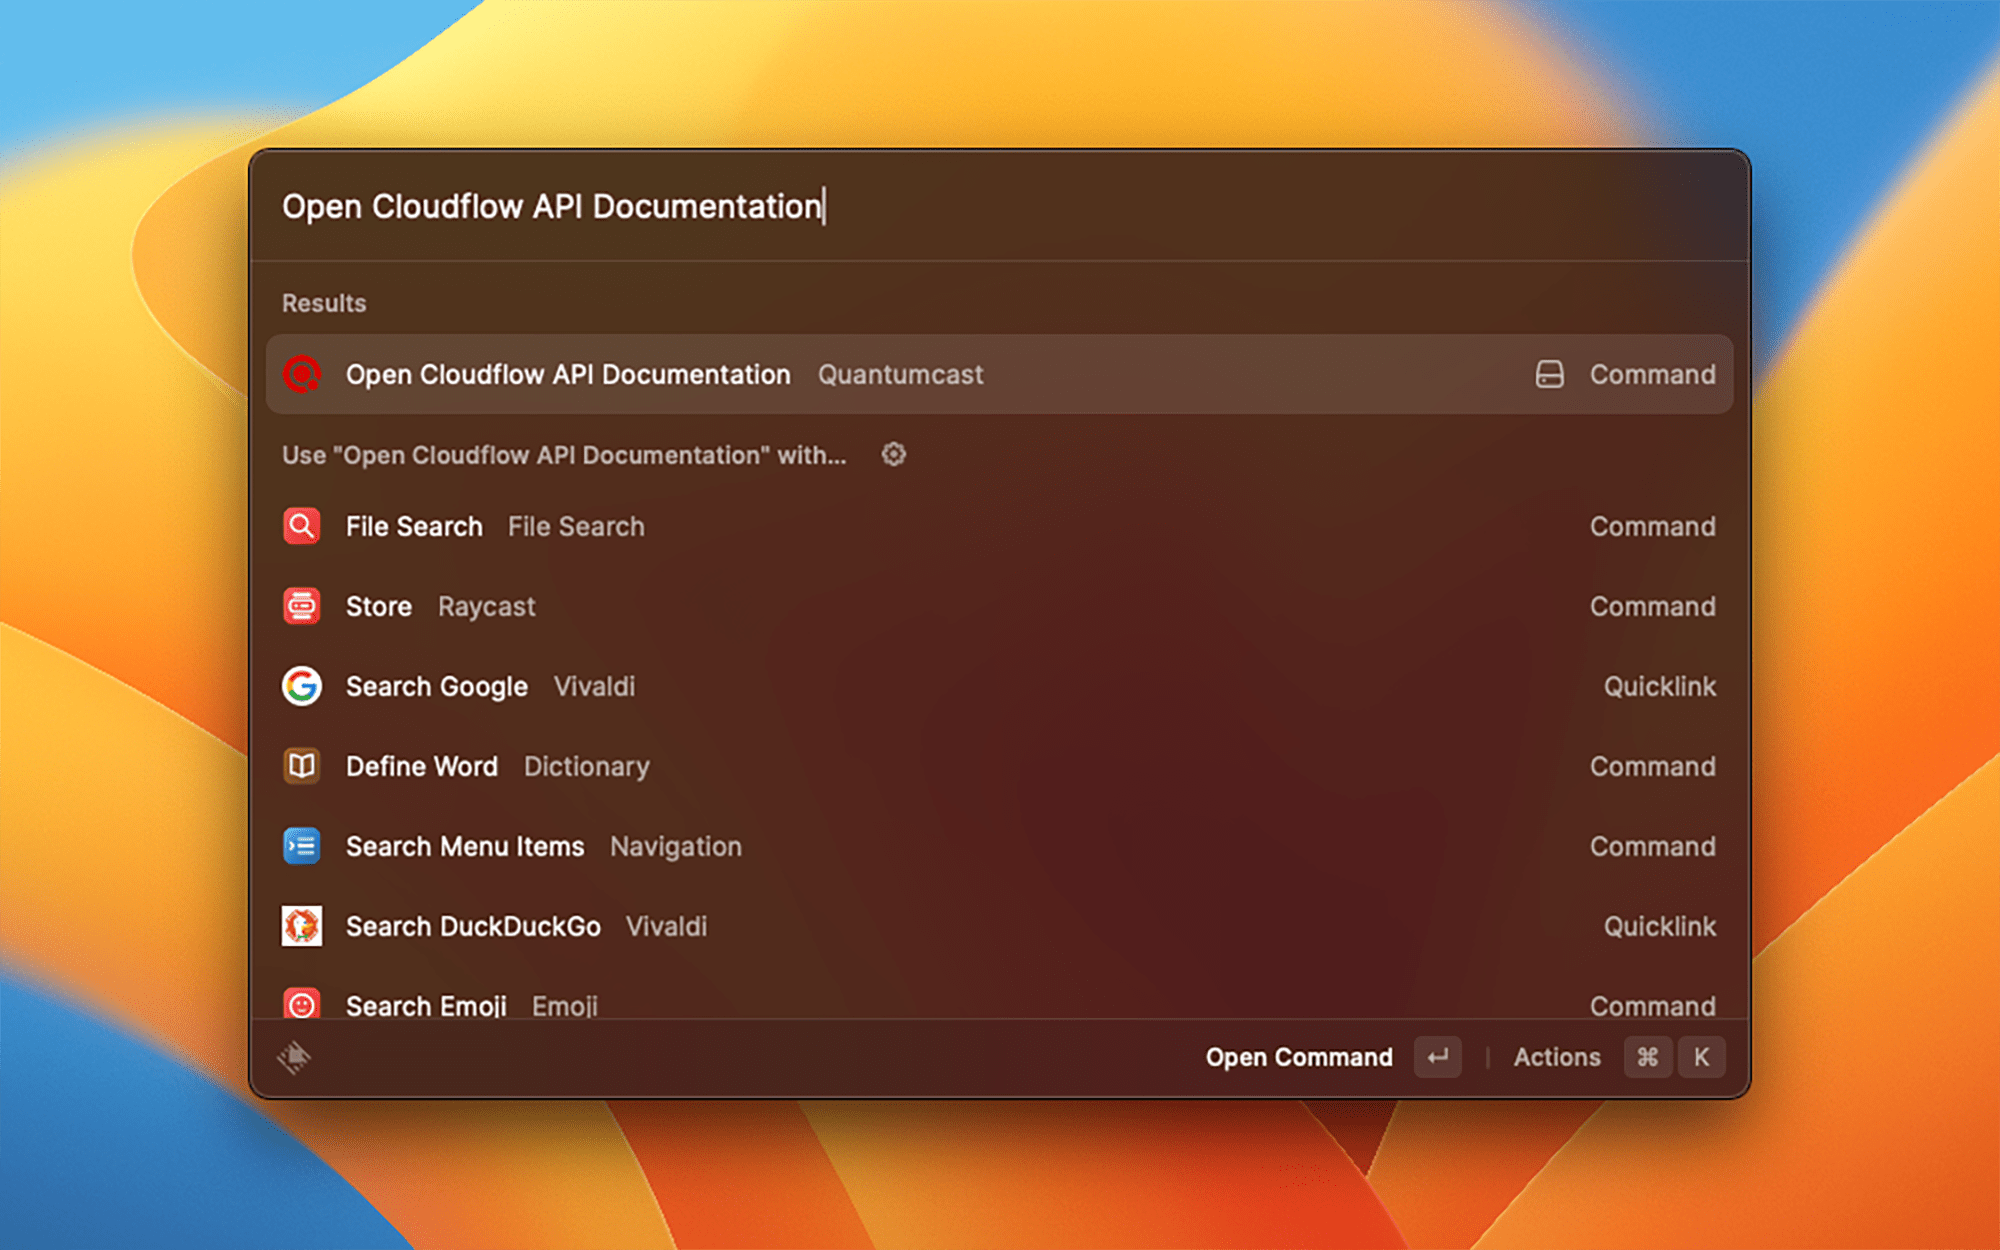 Open Cloudflow API Documentation
Results
Open Cloudflow API Documentation Quantumcast Command
Use "Open Cloudflow API Documentation" with...
File Search File Search Command
Store Raycast Command
Search Google Vivaldi Quicklink
Define Word Dictionary Command
Search Menu Items Navigation Command
Search DuckDuckGo Vivaldi Quicklink
Search Emoji Emoji Command
Open Command ↵ | Actions ⌘ K